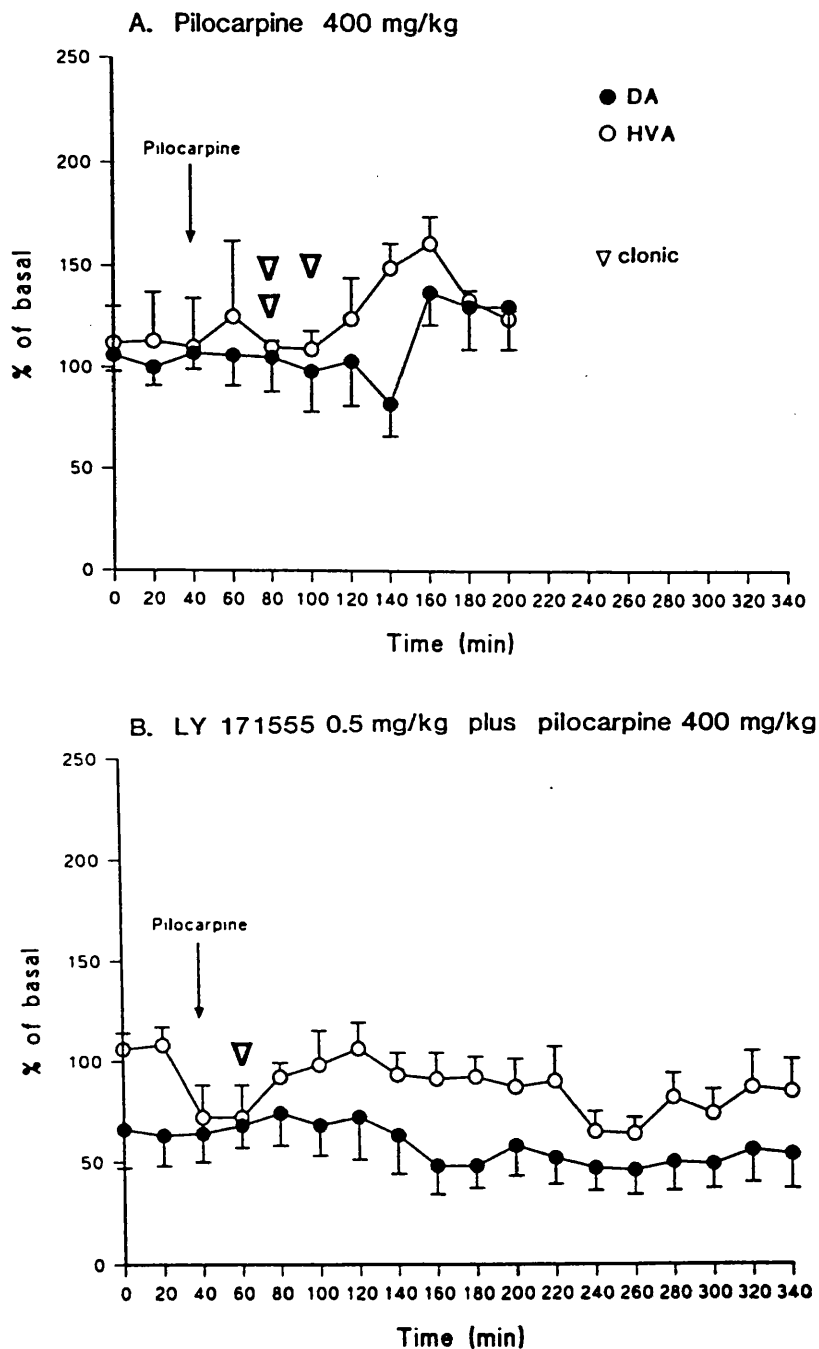 A. Pilocarpine 400 mg/kg
250
200
150
100
50
0
% of basal
Pilocarpine
● DA
○ HVA
▽ clonic
0 20 40 60 80 100 120 140 160 180 200 220 240 260 280 300 320 340
Time (min)
B. LY 171555 0.5 mg/kg plus pilocarpine 400 mg/kg
250
200
150
100
50
0
% of basal
Pilocarpine
0 20 40 60 80 100 120 140 160 180 200 220 240 260 280 300 320 340
Time (min)